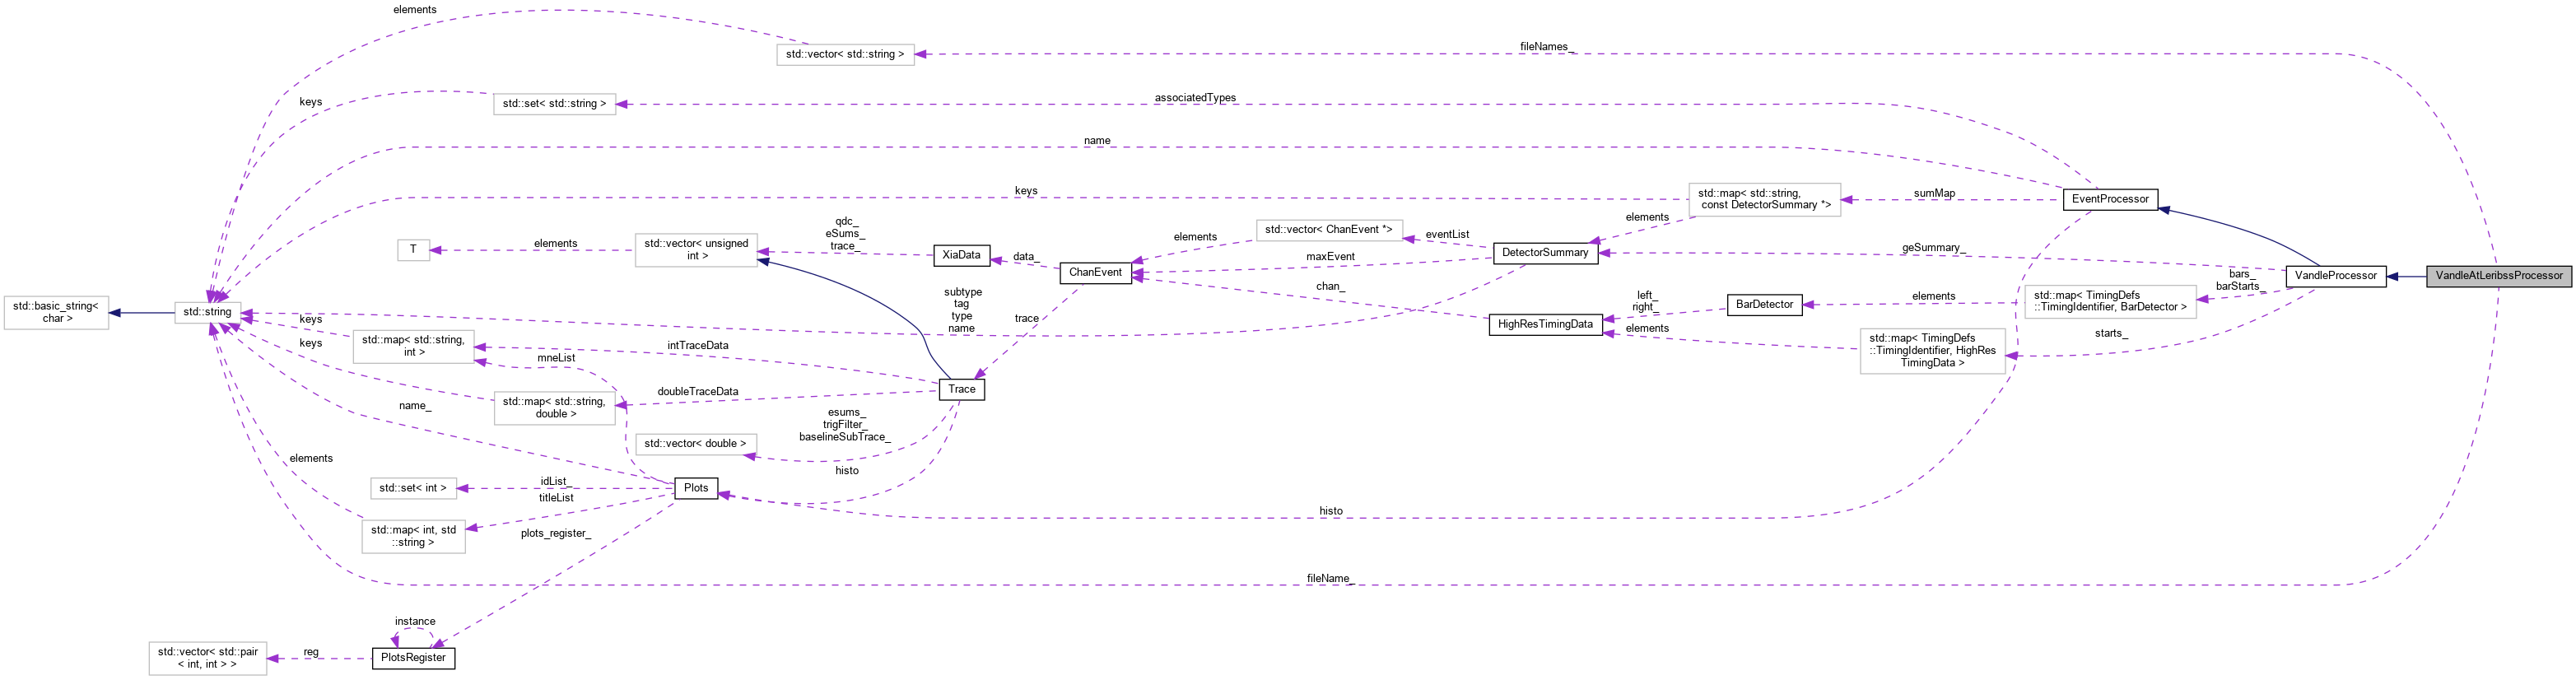 elements
fileNames_
std::vector< std::string >
keys
associatedTypes
std::set< std::string >
name
keys
std::map< std::string,
const DetectorSummary *>
sumMap
EventProcessor
elements
qdc_
eSums_
trace_
std::vector< ChanEvent *>
elements
eventList
T
elements
std::vector< unsigned
int >
XiaData
data_
ChanEvent
maxEvent
DetectorSummary
geSummary_
VandleProcessor
VandleAtLeribssProcessor
bars_
barStarts_
chan_
subtype
tag
type
name
trace
left_
right_
BarDetector
elements
std::map< TimingDefs
::TimingIdentifier, BarDetector >
std::basic_string<
char >
std::string
keys
HighResTimingData
elements
std::map< TimingDefs
::TimingIdentifier, HighRes
TimingData >
starts_
keys
std::map< std::string,
int >
intTraceData
mneList
Trace
doubleTraceData
std::map< std::string,
double >
name_
esums_
trigFilter_
baselineSubTrace_
std::vector< double >
elements
histo
std::set< int >
idList_
titleList
Plots
std::map< int, std
::string >
plots_register_
histo
fileName_
instance
std::vector< std::pair
< int, int > >
reg
PlotsRegister